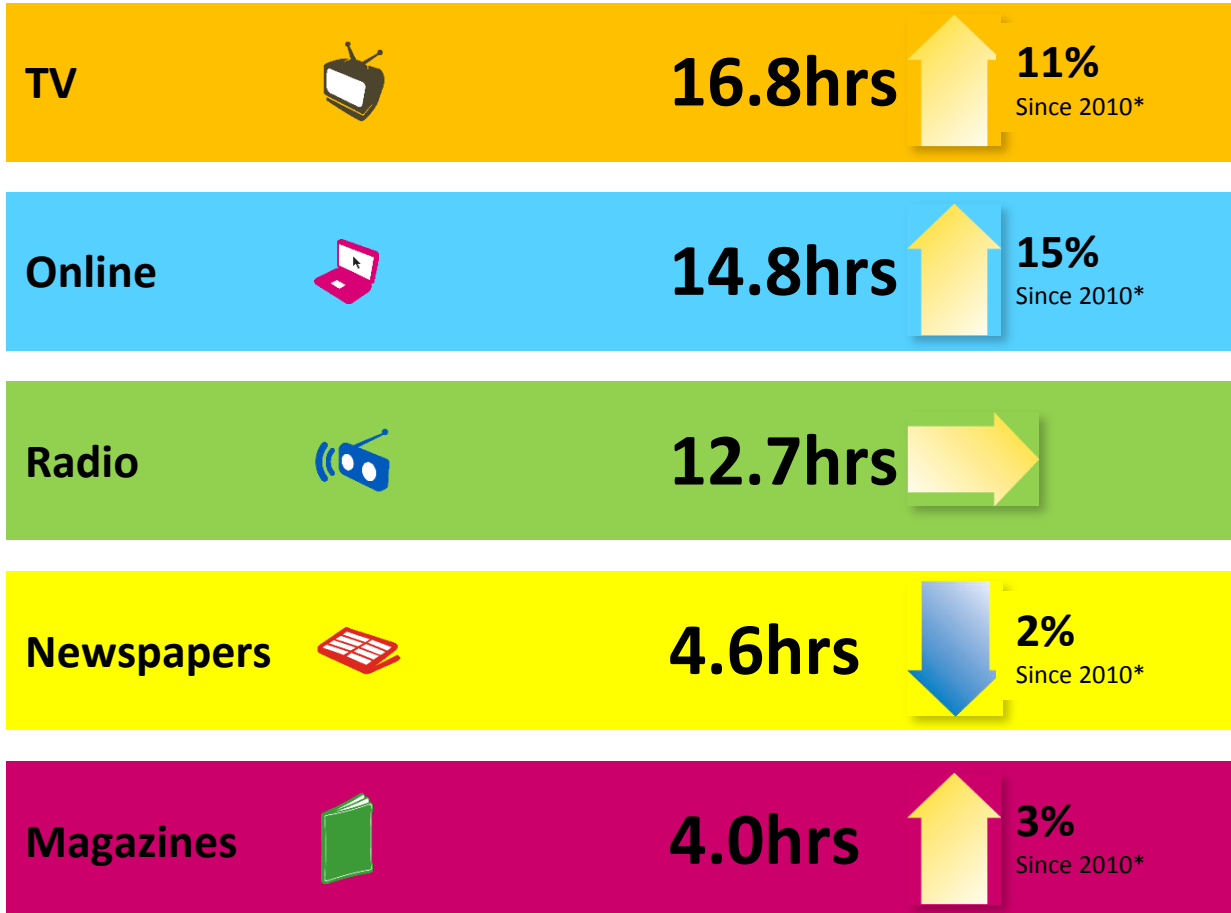 TV 16.8hrs 11%
Since 2010*
Online 14.8hrs 15%
Since 2010*
Radio 12.7hrs
Newspapers 4.6hrs 2%
Since 2010*
Magazines 4.0hrs 3%
Since 2010*